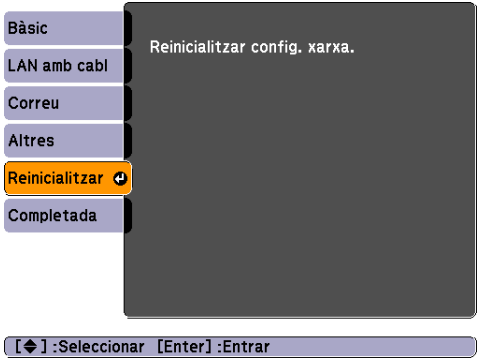 Bàsic
Reinicialitzar config. xarxa.
LAN amb cabl
Correu
Altres
Reinicialitzar
Completada
[◆] :Seleccionar [Enter] :Entrar